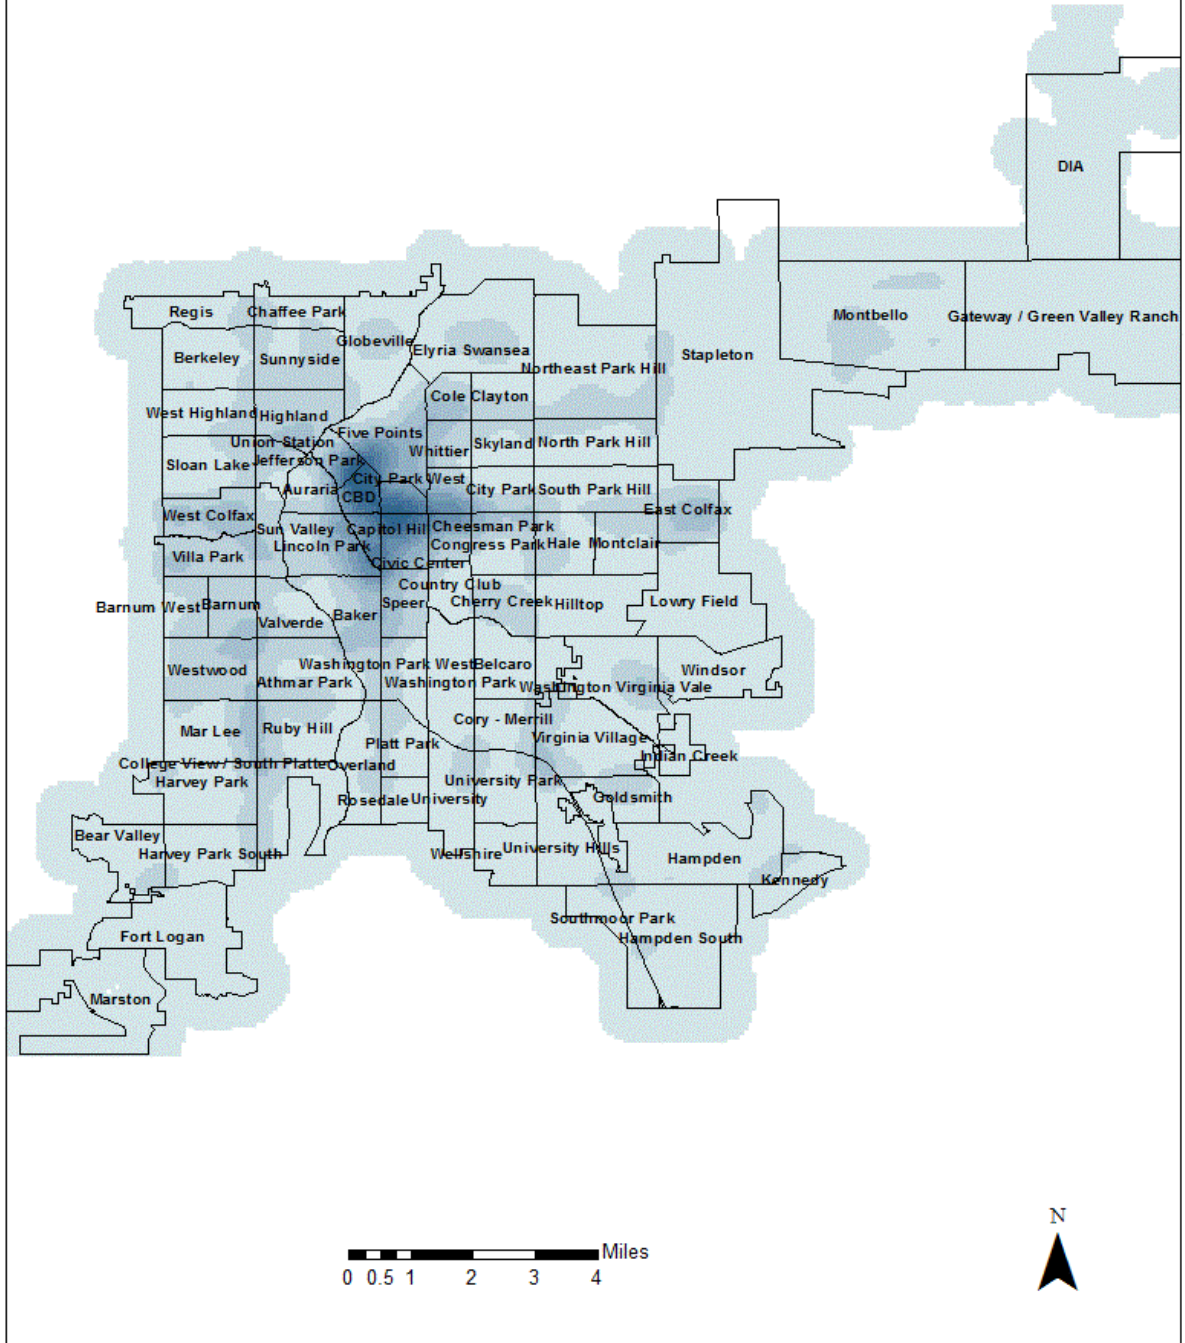 DIA
Regis
Chaffee Park
Montbello
Gateway / Green Valley Ranch
Globeville
Elyria Swansea
Berkeley
Sunnyside
Stapleton
Northeast Park Hill
Cole
Clayton
West Highland
Highland
Five Points
Union Station
Whittier
Skyland
North Park Hill
Jefferson Park
Sloan Lake
City Park West
Auraria
CBD
City Park
South Park Hill
East Colfax
West Colfax
Sun Valley
Capitol Hill
Cheesman Park
Lincoln Park
Congress Park
Hale
Montclair
Villa Park
Civic Center
Country Club
Barnum West
Barnum
Speer
Cherry Creek
Hilltop
Lowry Field
Valverde
Baker
Westwood
Washington Park West
Belcaro
Windsor
Athmar Park
Washington Park
Washington Virginia Vale
Mar Lee
Ruby Hill
Cory - Merrill
Platt Park
Virginia Village
Indian Creek
College View / South Platte
Overland
Harvey Park
University Park
Rosedale
University
Goldsmith
Bear Valley
Harvey Park South
Wellshire
University Hills
Hampden
Kennedy
Southmoor Park
Fort Logan
Hampden South
Marston
N
Miles
0 0.5 1 2 3 4